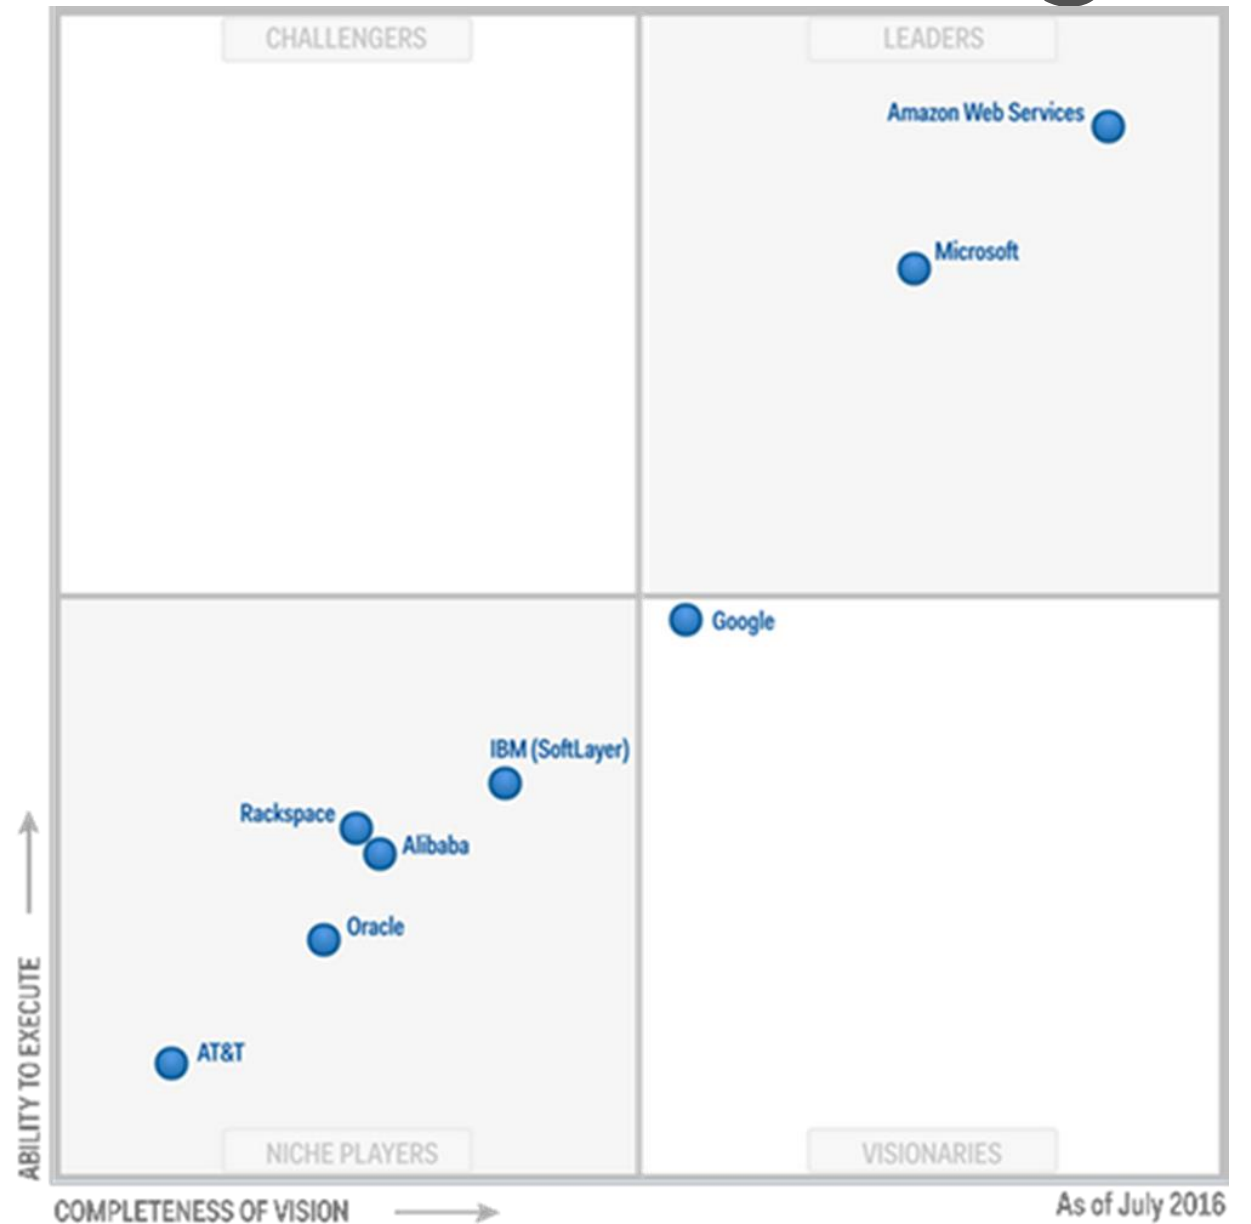 CHALLENGERS
LEADERS
Amazon Web Services
Microsoft
Google
IBM (SoftLayer)
Rackspace
Alibaba
Oracle
AT&T
NICHE PLAYERS
VISIONARIES
ABILITY TO EXECUTE
COMPLETENESS OF VISION
As of July 2016